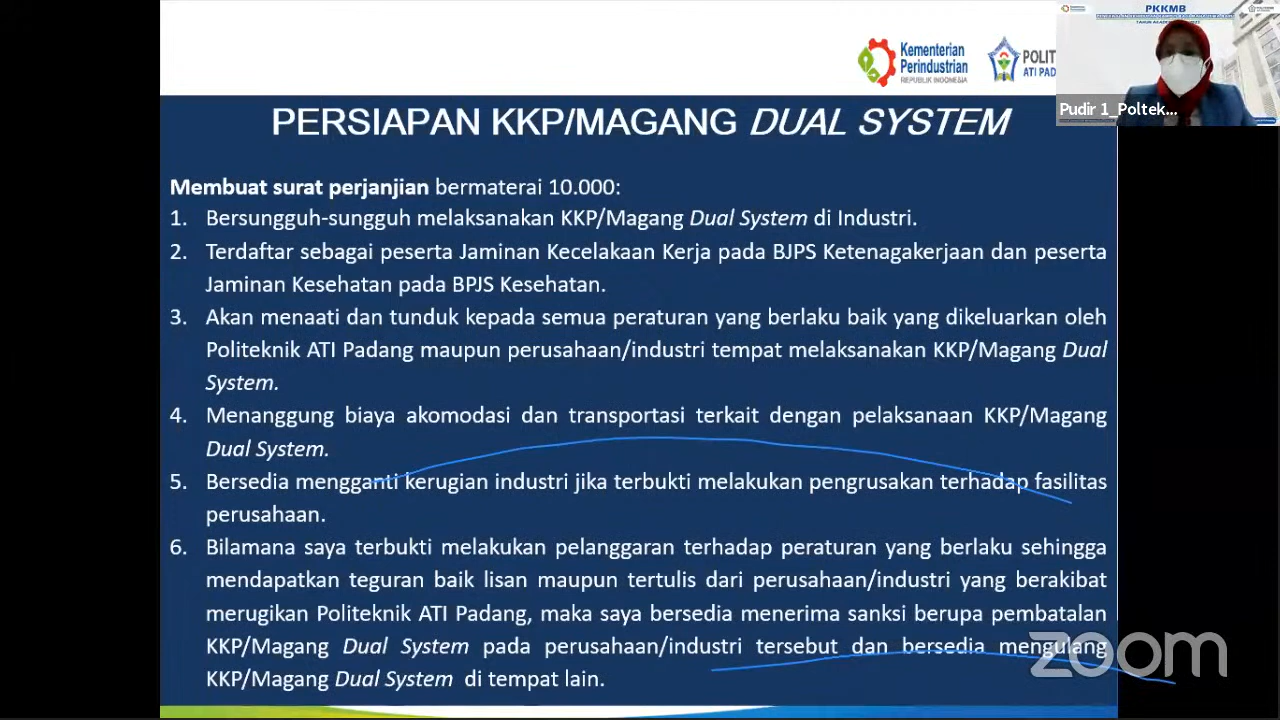 PKKMB
Kementerian
Perindustrian
REPUBLIK INDONESIA
POLIT
ATI PAD
Pudir 1_Poltek...
PERSIAPAN KKP/MAGANG DUAL SYSTEM
Membuat surat perjanjian bermaterai 10.000:
1. Bersungguh-sungguh melaksanakan KKP/Magang Dual System di Industri.
2. Terdaftar sebagai peserta Jaminan Kecelakaan Kerja pada BJPS Ketenagakerjaan dan peserta
Jaminan Kesehatan pada BPJS Kesehatan.
3. Akan menaati dan tunduk kepada semua peraturan yang berlaku baik yang dikeluarkan oleh
Politeknik ATI Padang maupun perusahaan/industri tempat melaksanakan KKP/Magang Dual
System.
4. Menanggung biaya akomodasi dan transportasi terkait dengan pelaksanaan KKP/Magang
Dual System.
5. Bersedia mengganti kerugian industri jika terbukti melakukan pengrusakan terhadap fasilitas
perusahaan.
6. Bilamana saya terbukti melakukan pelanggaran terhadap peraturan yang berlaku sehingga
mendapatkan teguran baik lisan maupun tertulis dari perusahaan/industri yang berakibat
merugikan Politeknik ATI Padang, maka saya bersedia menerima sanksi berupa pembatalan
KKP/Magang Dual System pada perusahaan/industri tersebut dan bersedia mengulang
KKP/Magang Dual System di tempat lain.
zoom